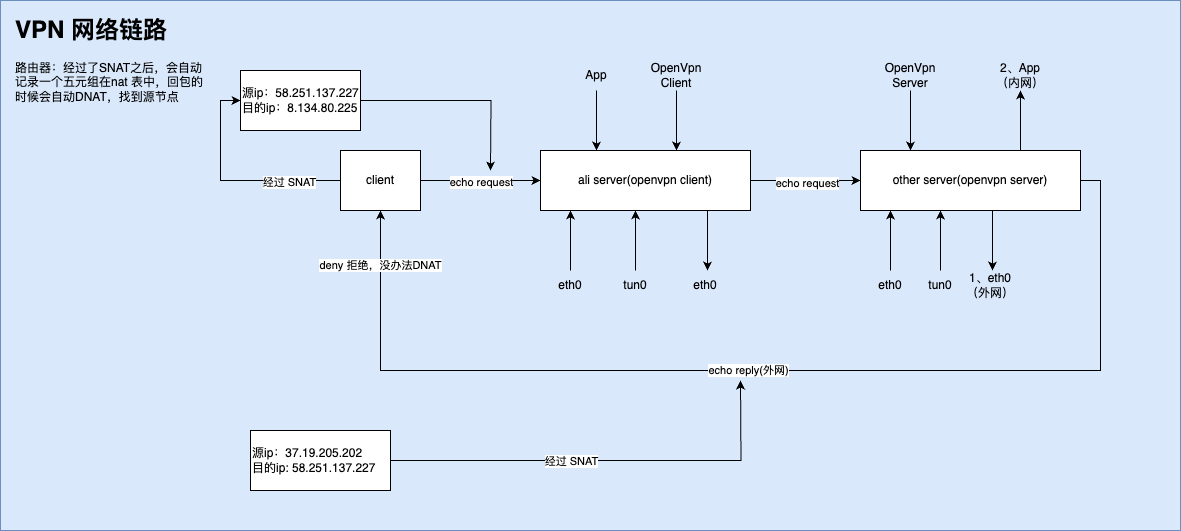 VPN 网络链路
路由器：经过了SNAT之后，会自动
记录一个五元组在nat 表中，回包的
时候会自动DNAT，找到源节点
源ip：58.251.137.227
目的ip：8.134.80.225
App
OpenVpn
Client
OpenVpn
Server
2、App
（内网）
经过 SNAT
client
echo request
ali server(openvpn client)
echo request
other server(openvpn server)
deny 拒绝，没办法DNAT
eth0
tun0
eth0
eth0
tun0
1、eth0
（外网）
echo reply(外网)
源ip：37.19.205.202
目的ip: 58.251.137.227
经过 SNAT